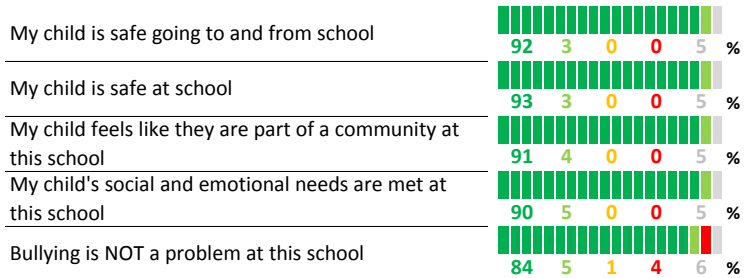 My child is safe going to and from school
92 3 0 0 5 %
My child is safe at school
93 3 0 0 5 %
My child feels like they are part of a community at
this school
91 4 0 0 5 %
My child's social and emotional needs are met at
this school
90 5 0 0 5 %
Bullying is NOT a problem at this school
84 5 1 4 6 %